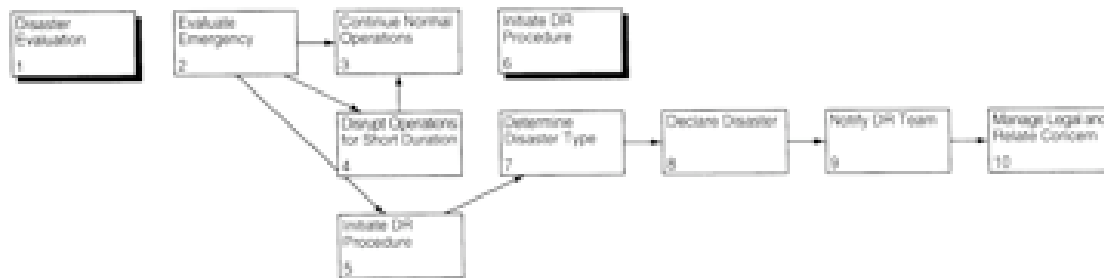 Disaster
Evaluation
1
Evaluate
Emergency
2
Continue Normal
Operations
3
Initiate DR
Procedure
6
Disrupt Operations
for Short Duration
4
Determine
Disaster Type
7
Declare Disaster
8
Notify DR Team
9
Manage Legal and
Relate Concern
10
Initiate DR
Procedure
5